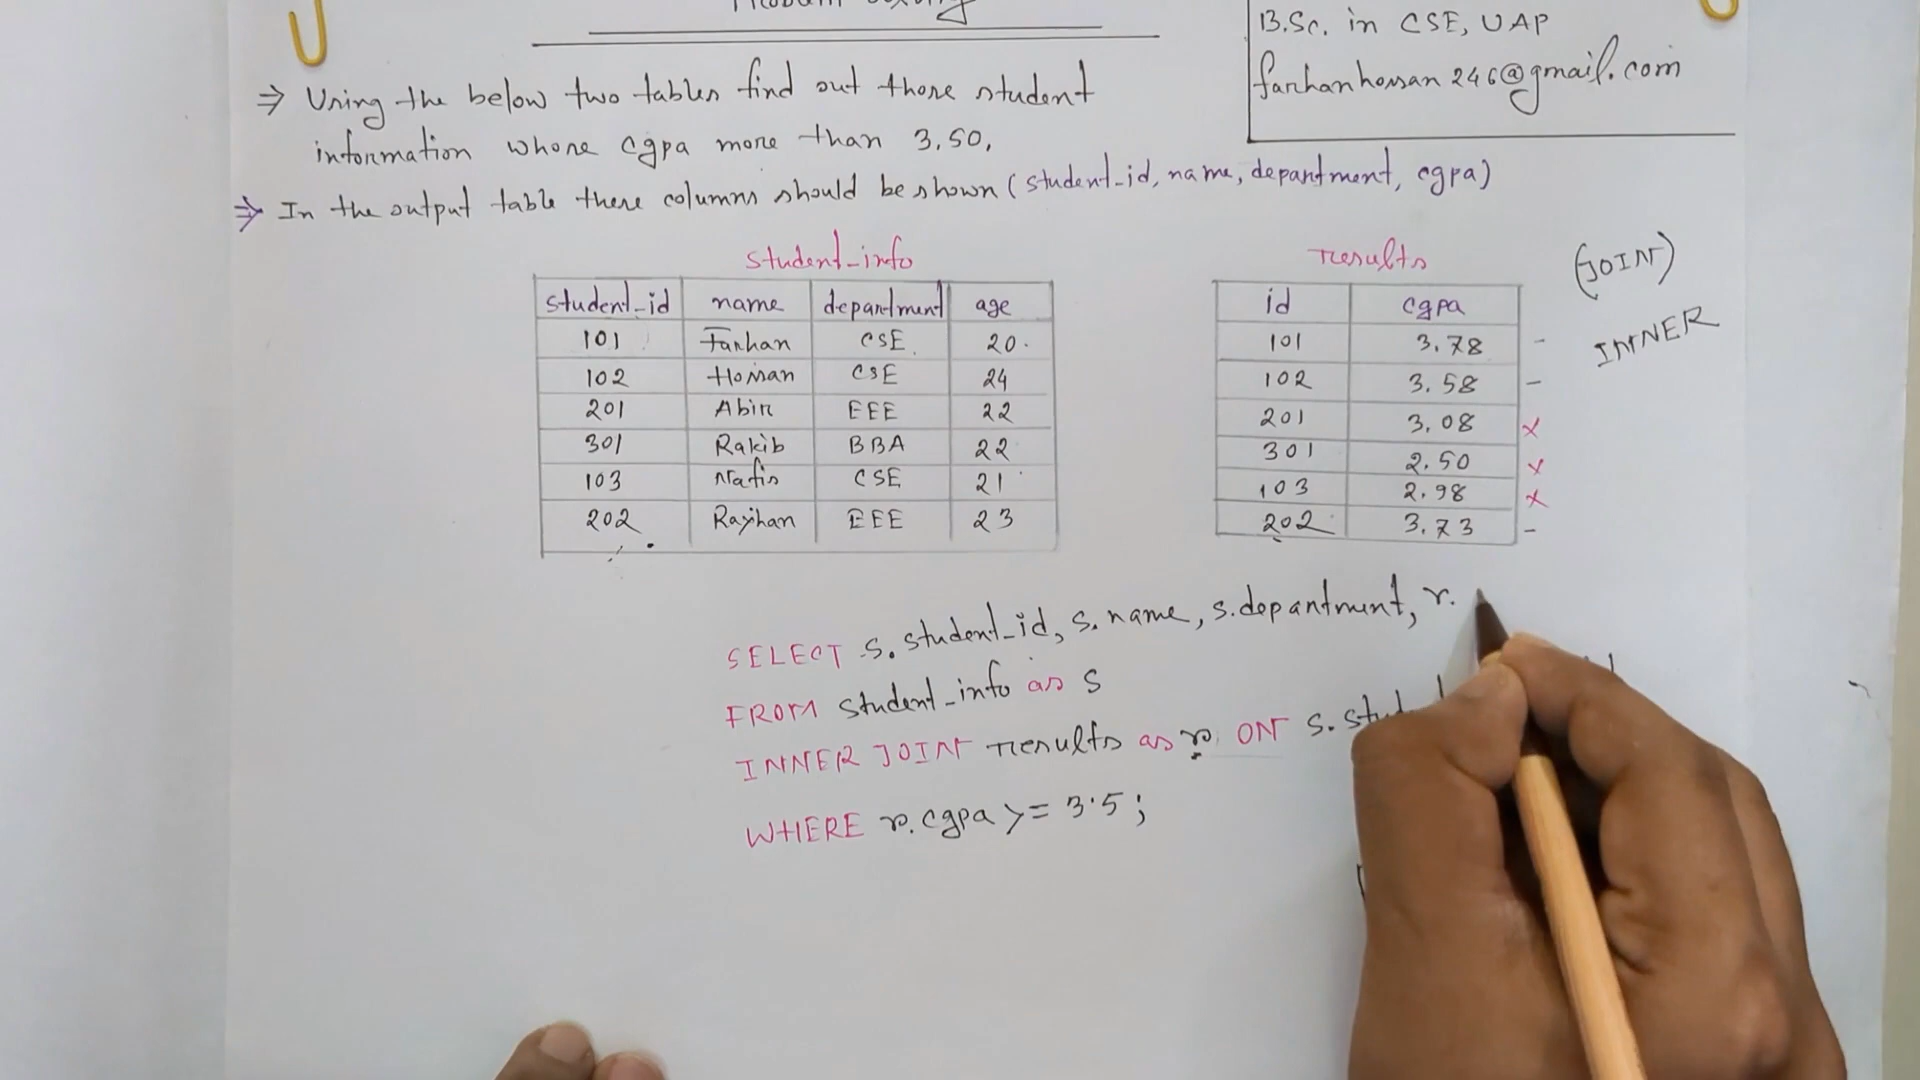 Problem Solving
B.Sc. in CSE, UAP
farhanhossan246@gmail.com
⇒ Using the below two tables find out those student
information whose cgpa more than 3.50.
⇒ In the output table these columns should be shown (student_id, name, department, cgpa)
student_info
student_id name department age
101 Farhan CSE 20
102 Hossan CSE 24
201 Abir EEE 22
301 Rakib BBA 22
103 Nafis CSE 21
202 Rayhan EEE 23
results
id cgpa
101 3.78 -
102 3.58 -
201 3.08 x
301 2.50 x
103 2.98 x
202 3.73 -
(JOIN)
INNER
SELECT s.student_id, s.name, s.department, r.
FROM student_info as s
INNER JOIN results as r ON s.stud
WHERE r.cgpa >= 3.5;